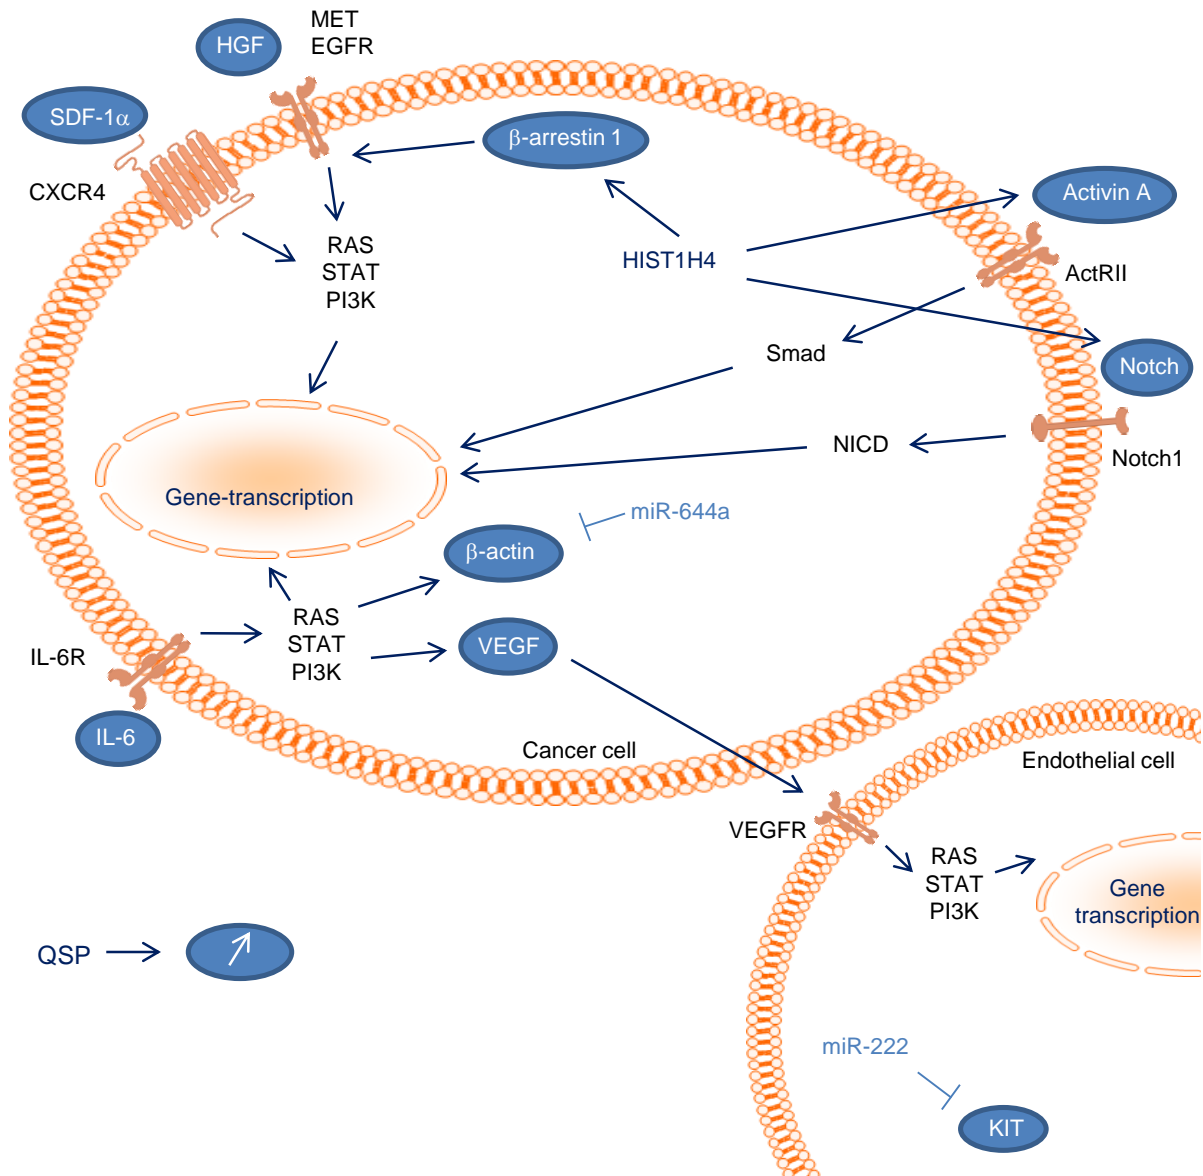 MET
EGFR
HGF
SDF-1α
CXCR4
β-arrestin 1
Activin A
HIST1H4
ActRII
RAS
STAT
PI3K
Smad
Notch
NICD
Notch1
Gene-transcription
miR-644a
β-actin
RAS
STAT
PI3K
VEGF
IL-6R
IL-6
Cancer cell
Endothelial cell
VEGFR
RAS
STAT
PI3K
Gene
transcription
QSP
miR-222
KIT